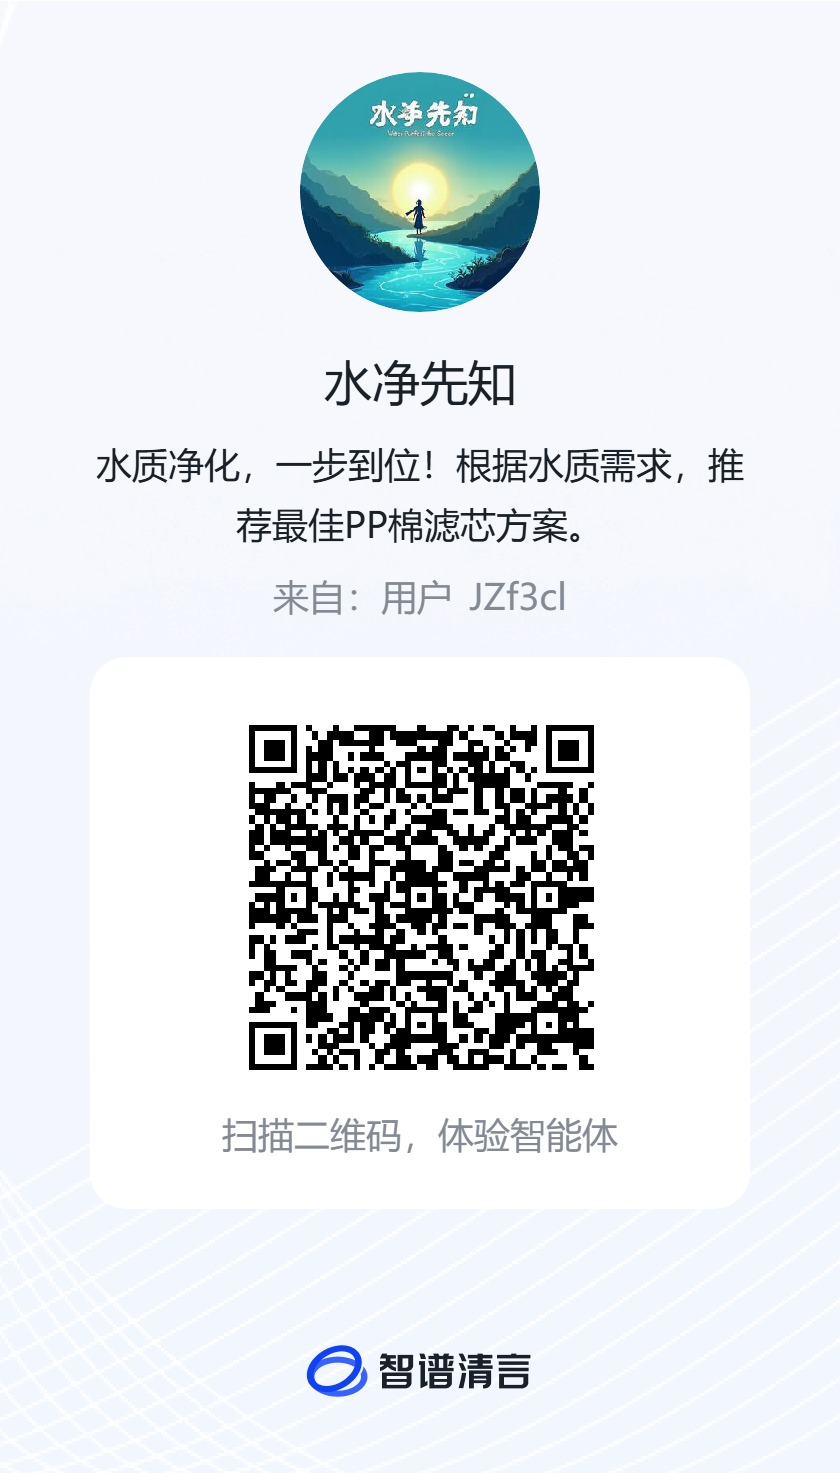 水净先知
水净先知
水质净化，一步到位！根据水质需求，推
荐最佳PP棉滤芯方案。
来自：用户 JZf3cl
扫描二维码，体验智能体
智谱清言